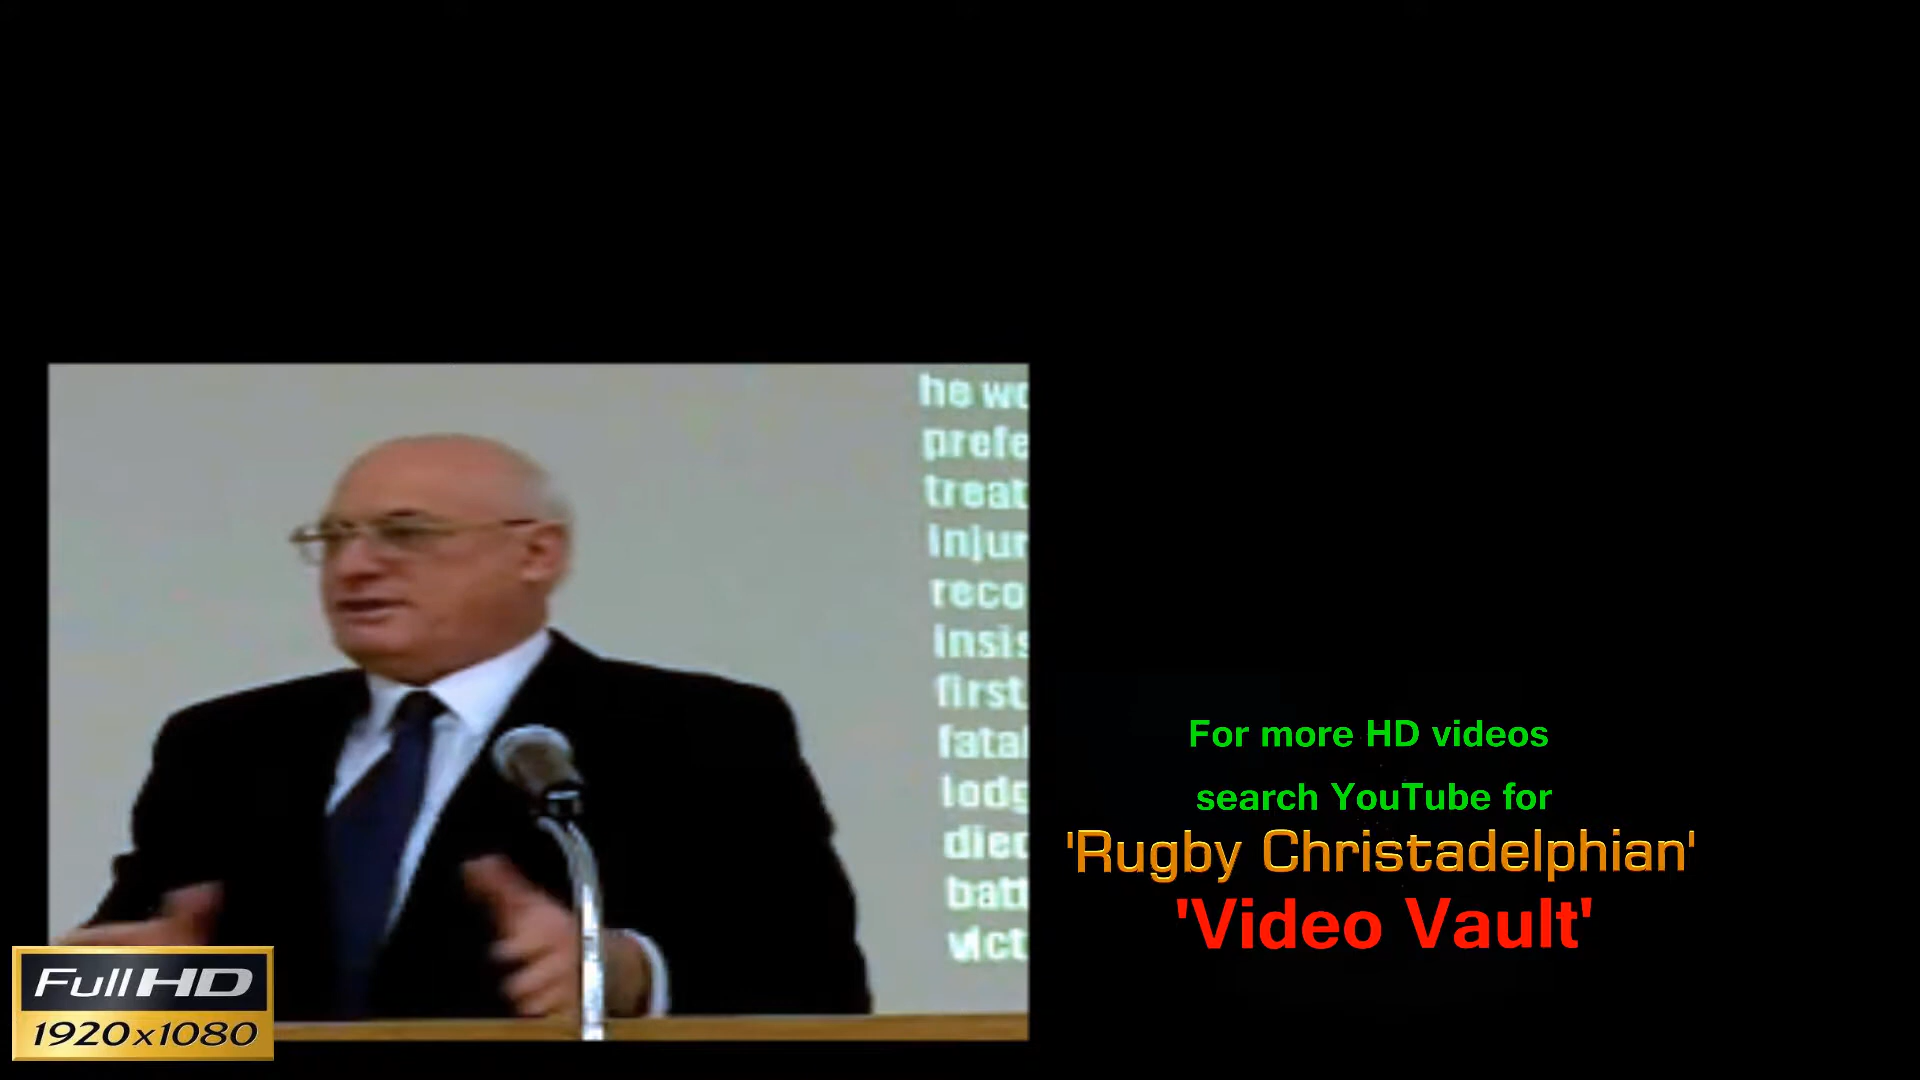 he wo
prefe
treat
injur
reco
insis
first
fatal
lodg
died
batt
vict
For more HD videos
search YouTube for
'Rugby Christadelphian'
'Video Vault'
Full HD
1920x1080